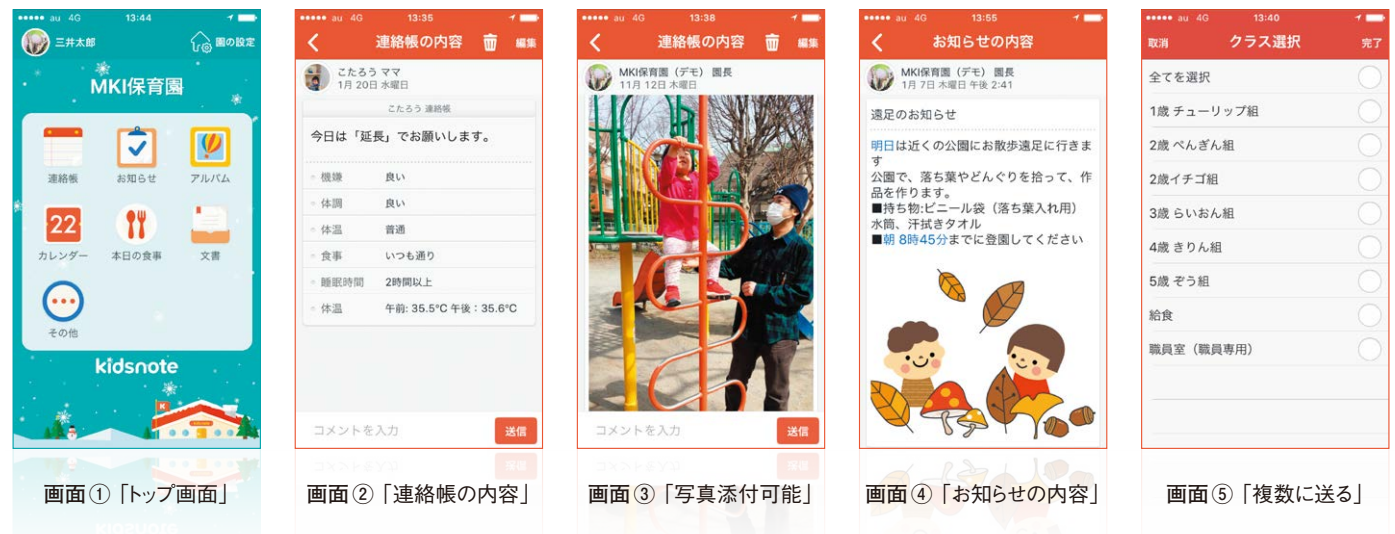 au 4G 13:44
三井太郎 園の設定
MKI保育園
連絡帳 お知らせ アルバム
22
カレンダー 本日の食事 文書
その他
kidsnote
K
画面①「トップ画面」
au 4G 13:35
連絡帳の内容 編集
こたろう ママ
1月 20日 水曜日
こたろう 連絡帳
今日は「延長」でお願いします。
機嫌 良い
体調 良い
体温 普通
食事 いつも通り
睡眠時間 2時間以上
体温 午前: 35.5°C 午後：35.6°C
コメントを入力 送信
画面②「連絡帳の内容」
au 4G 13:38
連絡帳の内容 編集
MKI保育園（デモ） 園長
11月 12日 木曜日
コメントを入力 送信
画面③「写真添付可能」
au 4G 13:55
お知らせの内容
MKI保育園（デモ） 園長
1月 7日 木曜日 午後 2:41
遠足のお知らせ
明日は近くの公園にお散歩遠足に行きま
す
公園で、落ち葉やどんぐりを拾って、作
品を作ります。
■持ち物:ビニール袋（落ち葉入れ用）
水筒、汗拭きタオル
■朝 8時45分までに登園してください
画面④「お知らせの内容」
au 4G 13:40
取消 クラス選択 完了
全てを選択
1歳 チューリップ組
2歳 ぺんぎん組
2歳イチゴ組
3歳 らいおん組
4歳 きりん組
5歳 ぞう組
給食
職員室（職員専用）
画面⑤「複数に送る」